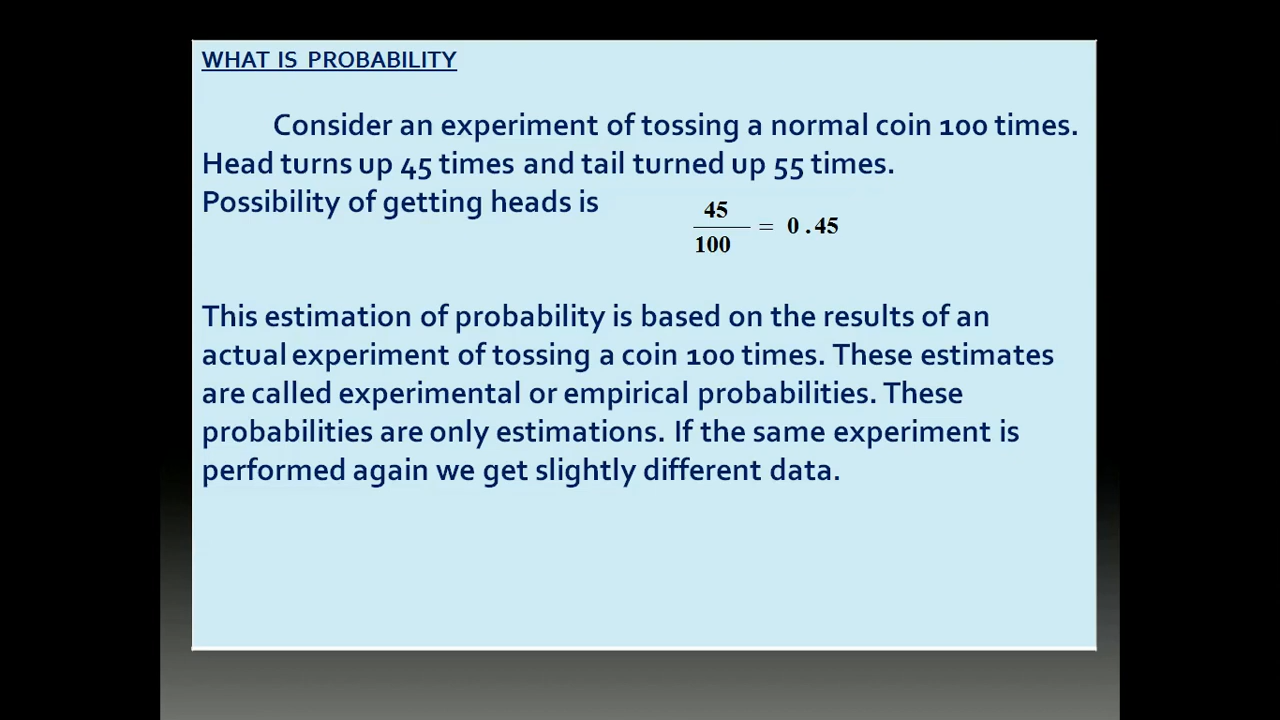 WHAT IS PROBABILITY
Consider an experiment of tossing a normal coin 100 times.
Head turns up 45 times and tail turned up 55 times.
Possibility of getting heads is
45
100
= 0.45
This estimation of probability is based on the results of an
actual experiment of tossing a coin 100 times. These estimates
are called experimental or empirical probabilities. These
probabilities are only estimations. If the same experiment is
performed again we get slightly different data.